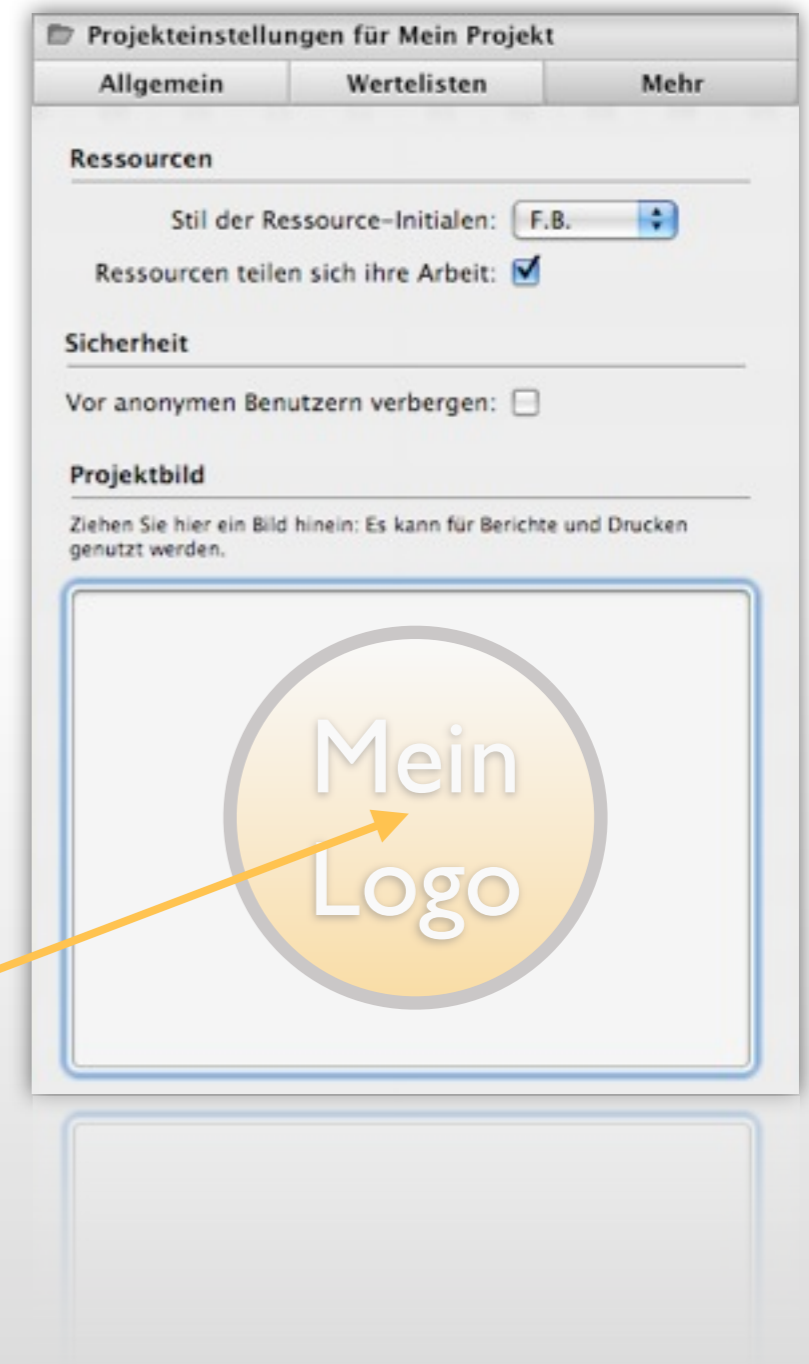 Projekteinstellungen für Mein Projekt
Allgemein Wertelisten Mehr
Ressourcen
Stil der Ressource-Initialen: F.B.
Ressourcen teilen sich ihre Arbeit:
Sicherheit
Vor anonymen Benutzern verbergen:
Projektbild
Ziehen Sie hier ein Bild hinein: Es kann für Berichte und Drucken
genutzt werden.
Mein
Logo